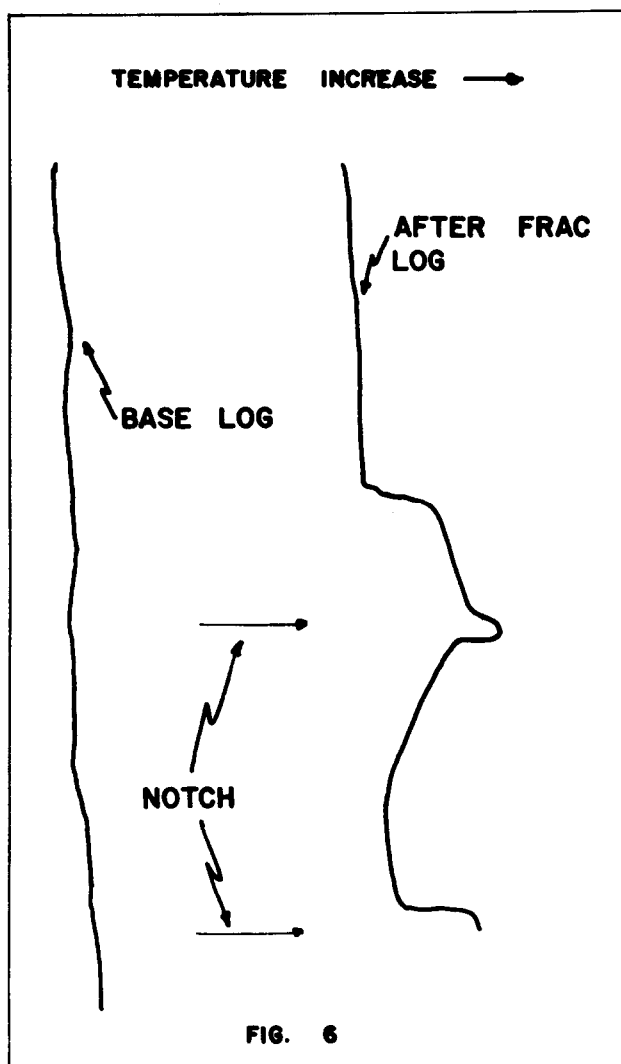 TEMPERATURE INCREASE
AFTER FRAC
LOG
BASE LOG
NOTCH
FIG. 6